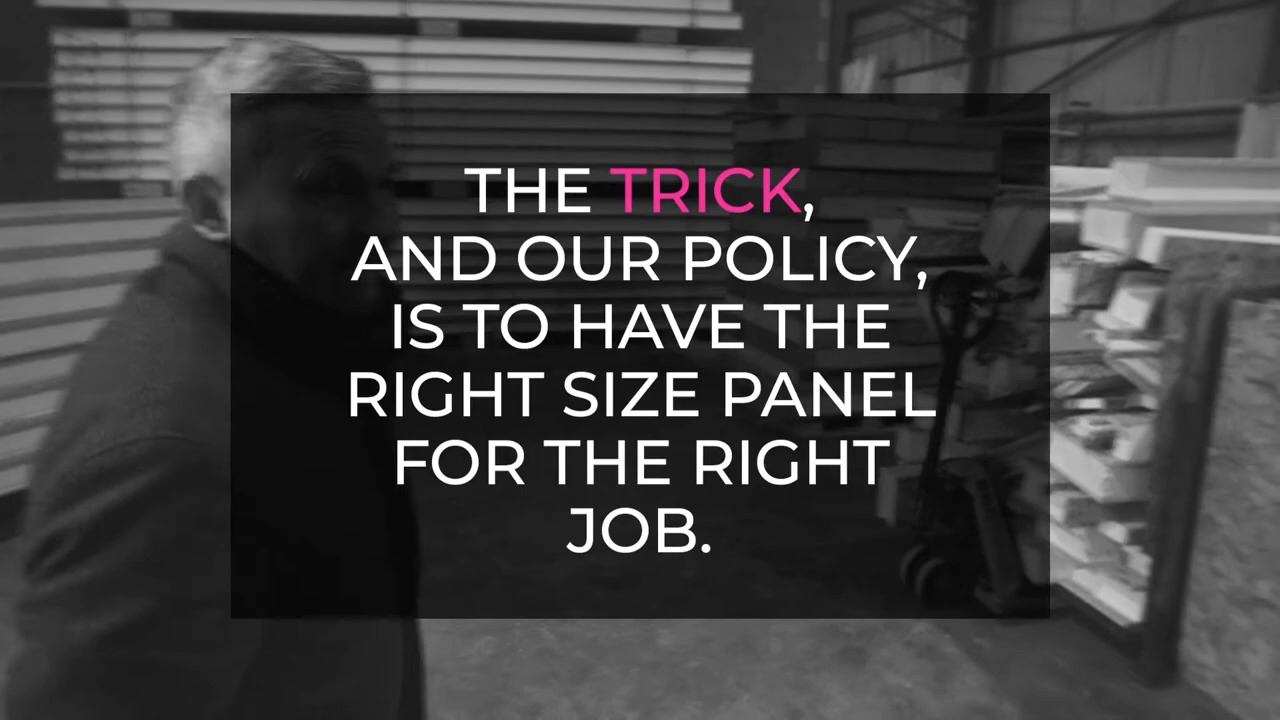 THE TRICK,
AND OUR POLICY,
IS TO HAVE THE
RIGHT SIZE PANEL
FOR THE RIGHT
JOB.